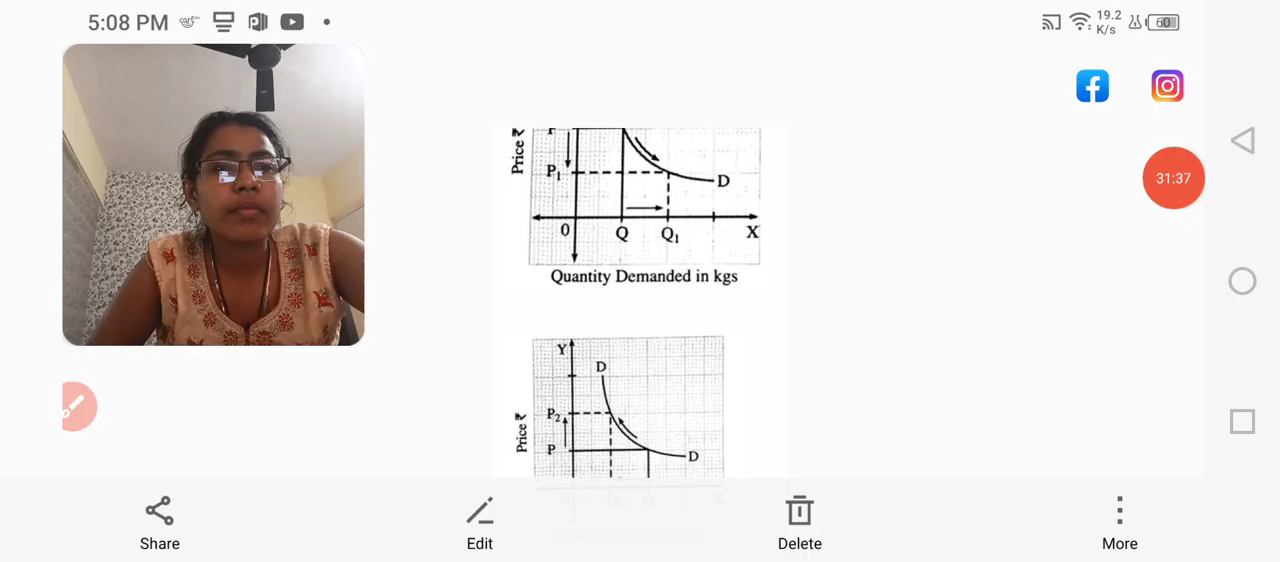 5:08 PM
19.2
K/s
60
31:37
Price ₹
P₁
D
0
Q
Q₁
X
Quantity Demanded in kgs
Y
D
P₂
Price ₹
P
D
Share
Edit
Delete
More